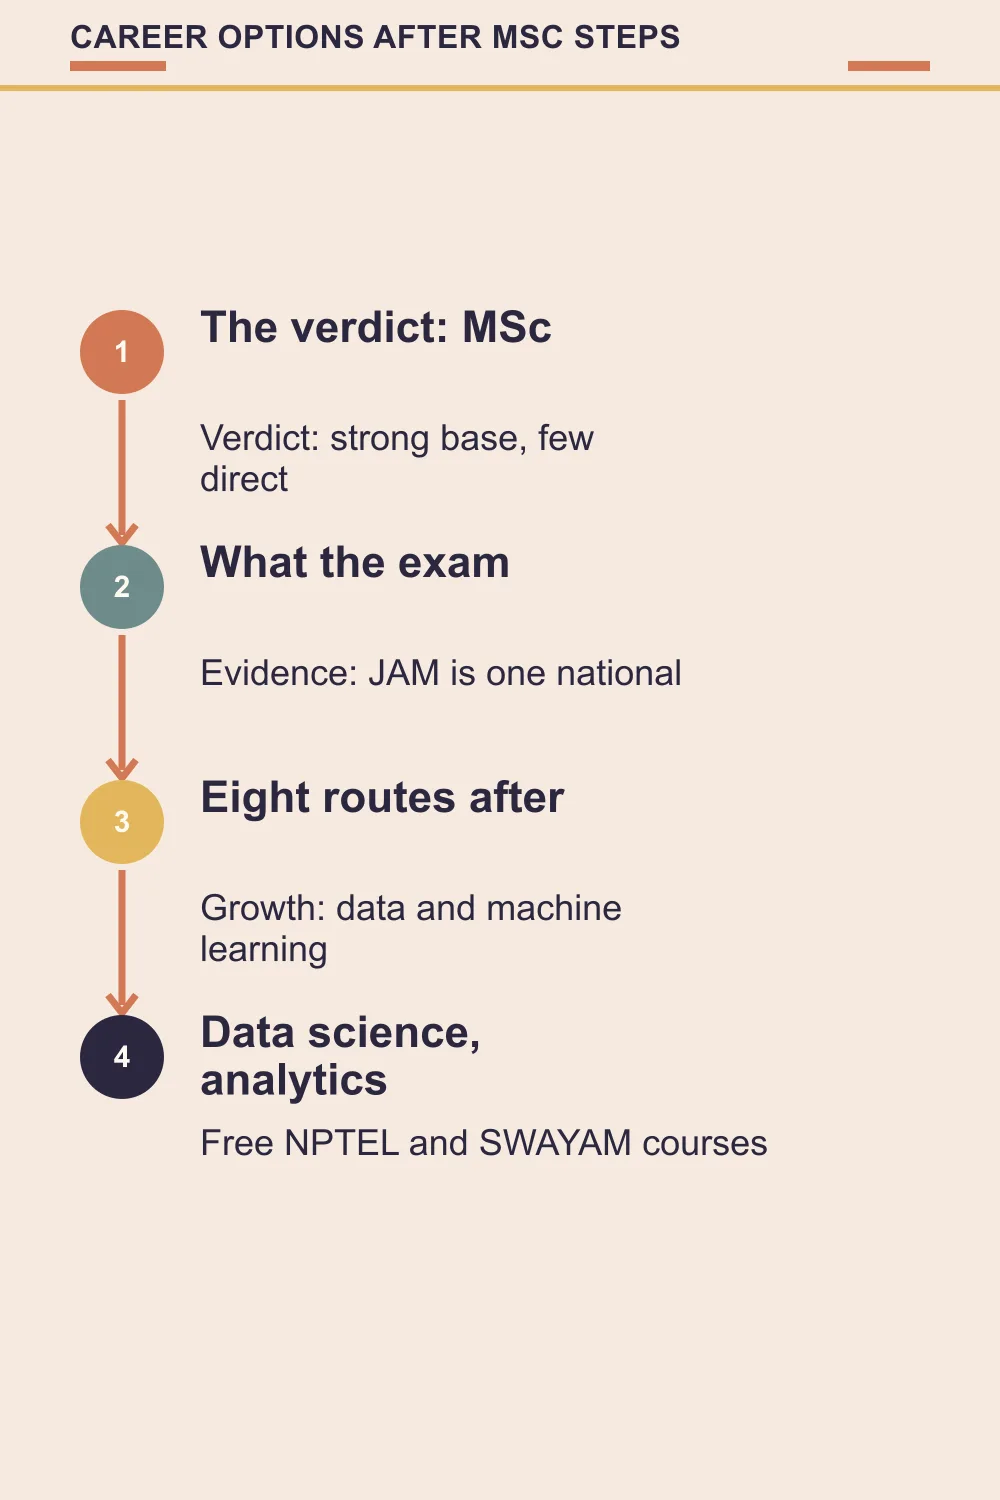 CAREER OPTIONS AFTER MSC STEPS
1
The verdict: MSc
Verdict: strong base, few
direct
2
What the exam
Evidence: JAM is one national
3
Eight routes after
Growth: data and machine
learning
4
Data science,
analytics
Free NPTEL and SWAYAM courses